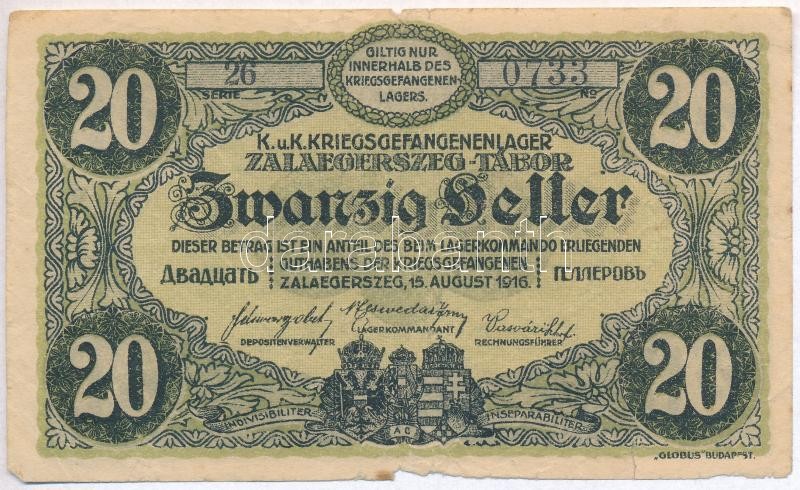 GILTIG NUR
INNERHALB DES
KRIEGSGEFANGENEN-
LAGERS.
26
SERIE
0733
No
20
20
K.u.K. KRIEGSGEFANGENENLAGER
ZALAEGERSZEG-TÁBOR
Zwanzig Heller
DIESER BETRAG IST EIN ANTEIL DES BEIM LAGERKOMMANDO ERLIEGENDEN
GUTHABENS DER KRIEGSGEFANGENEN.
Двадцать
ГЕЛЛЕРОВЪ
ZALAEGERSZEG, 15. AUGUST 1916.
DEPOSITENVERWALTER
LAGERKOMMANDANT
RECHNUNGSFÜHRER
20
20
INDIVISIBILITER
AC
INSEPARABILITER
"GLOBUS" BUDAPEST.
darabanth